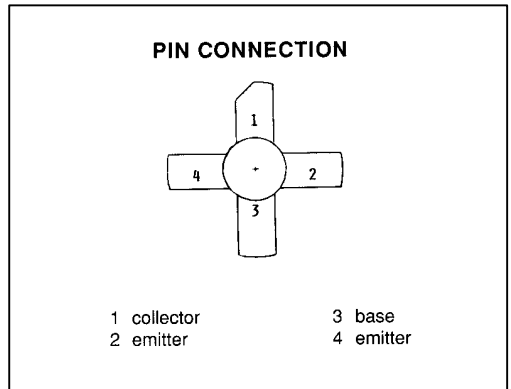 PIN CONNECTION
1
4
2
3
1 collector
3 base
2 emitter
4 emitter